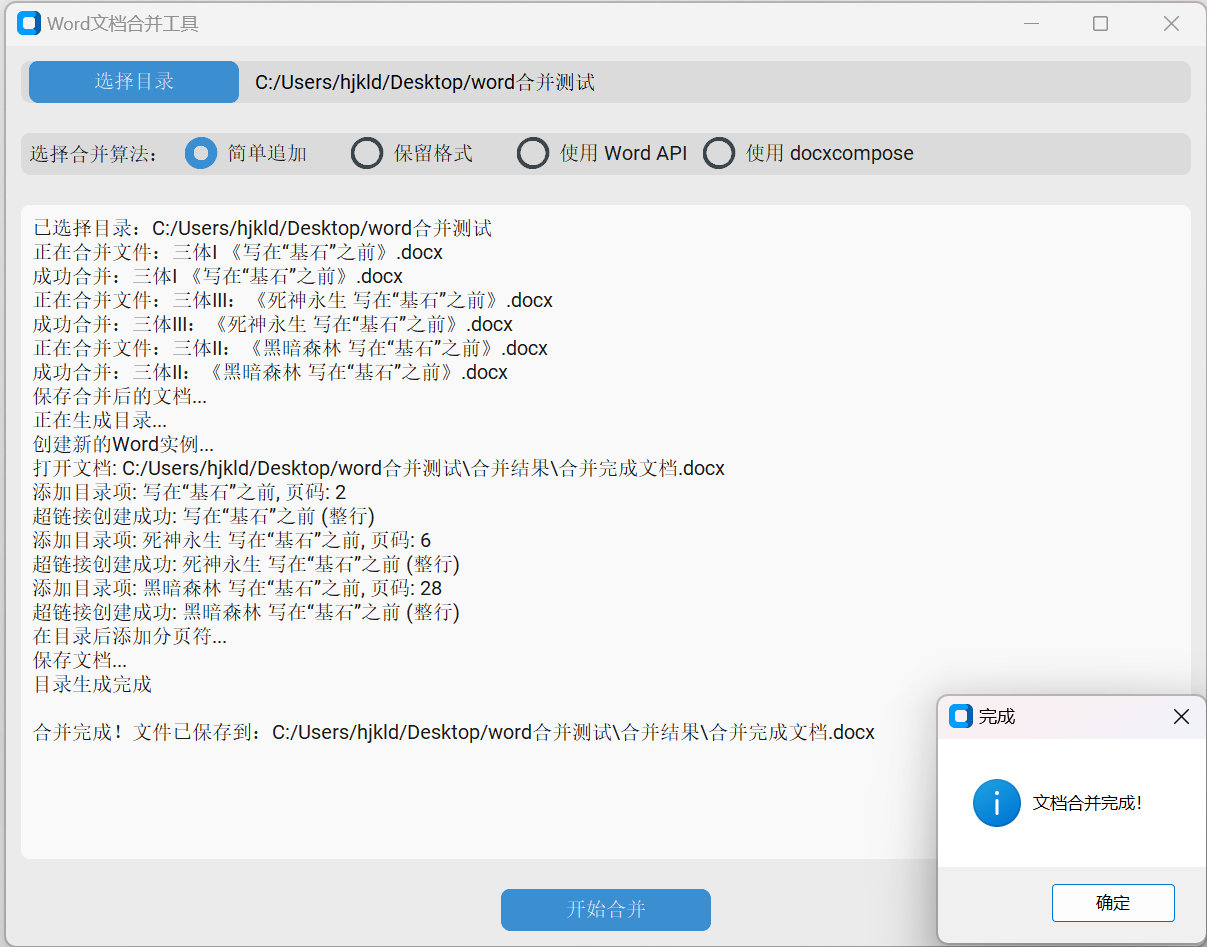 Word文档合并工具
选择目录 C:/Users/hjkld/Desktop/word合并测试
选择合并算法： 简单追加 保留格式 使用 Word API 使用 docxcompose
已选择目录：C:/Users/hjkld/Desktop/word合并测试
正在合并文件：三体I 《写在“基石”之前》.docx
成功合并：三体I 《写在“基石”之前》.docx
正在合并文件：三体III：《死神永生 写在“基石”之前》.docx
成功合并：三体III：《死神永生 写在“基石”之前》.docx
正在合并文件：三体II：《黑暗森林 写在“基石”之前》.docx
成功合并：三体II：《黑暗森林 写在“基石”之前》.docx
保存合并后的文档...
正在生成目录...
创建新的Word实例...
打开文档: C:/Users/hjkld/Desktop/word合并测试\合并结果\合并完成文档.docx
添加目录项: 写在“基石”之前, 页码: 2
超链接创建成功: 写在“基石”之前 (整行)
添加目录项: 死神永生 写在“基石”之前, 页码: 6
超链接创建成功: 死神永生 写在“基石”之前 (整行)
添加目录项: 黑暗森林 写在“基石”之前, 页码: 28
超链接创建成功: 黑暗森林 写在“基石”之前 (整行)
在目录后添加分页符...
保存文档...
目录生成完成
合并完成！文件已保存到：C:/Users/hjkld/Desktop/word合并测试\合并结果\合并完成文档.docx
开始合并
完成
文档合并完成！
确定